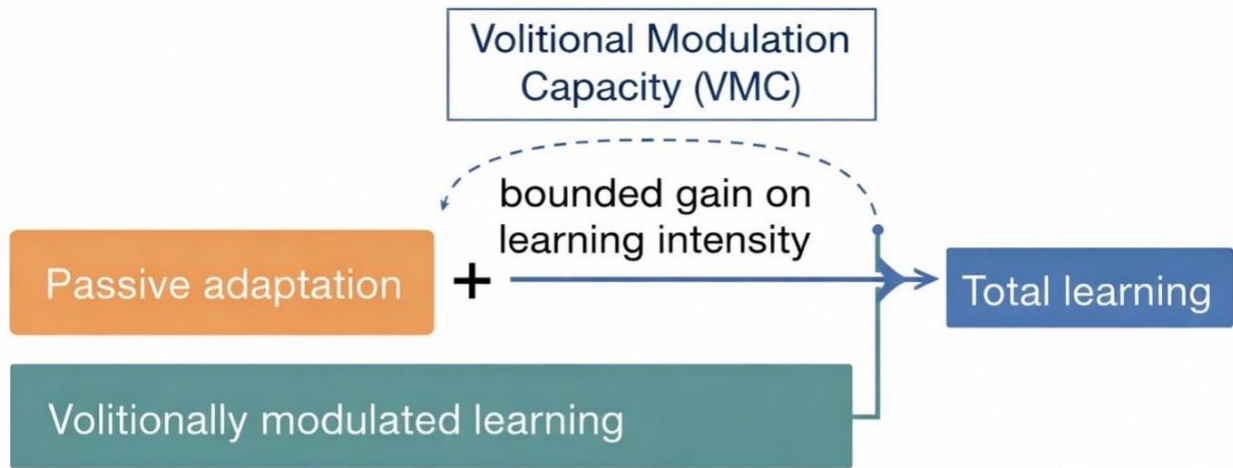 Volitional Modulation
Capacity (VMC)
bounded gain on
learning intensity
Passive adaptation
+
Total learning
Volitionally modulated learning